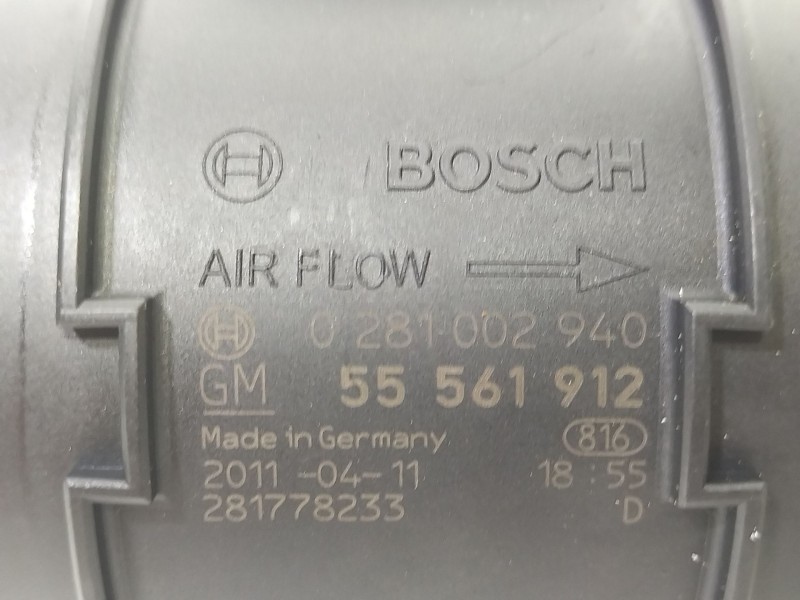 BOSCH
AIR FLOW
0 281 002 940
GM 55 561 912
Made in Germany 816
2011-04-11 18:55
281778233 D